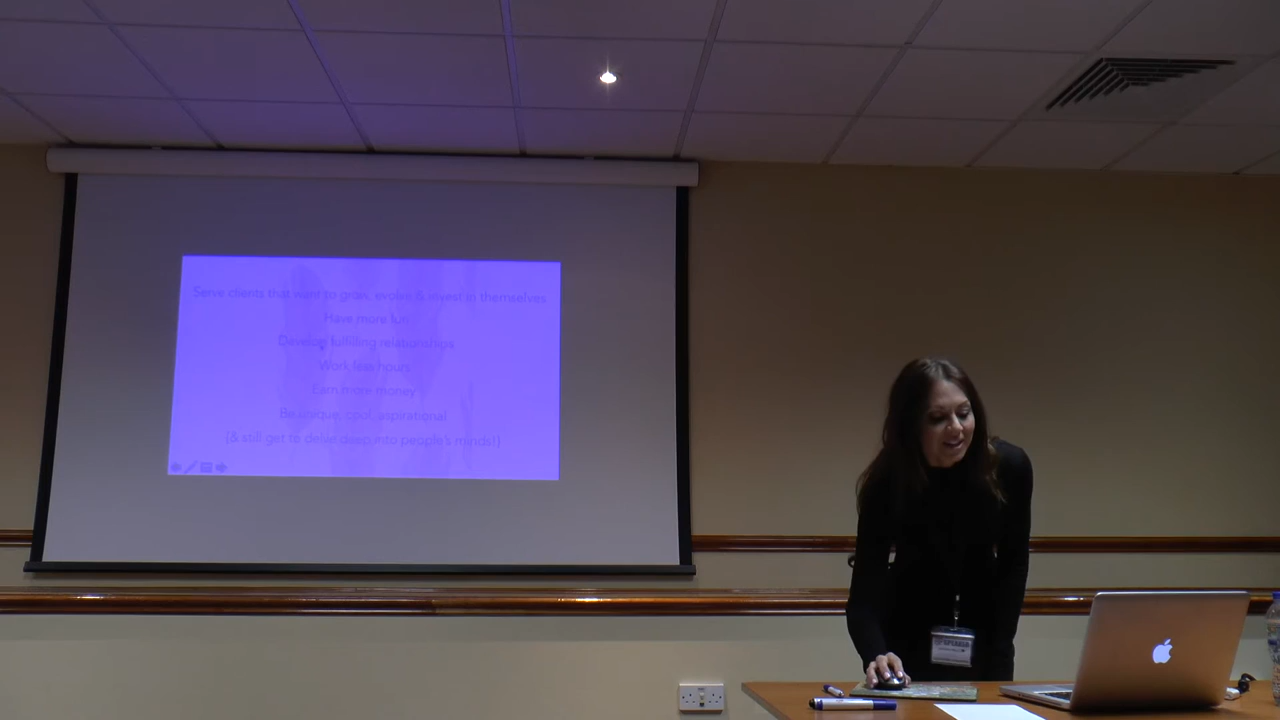 Serve clients that want to grow, evolve & invest in themselves
Have more fun
Develop fulfilling relationships
Work less hours
Earn more money
Be unique, cool, aspirational
(& still get to delve deep into people's minds!)